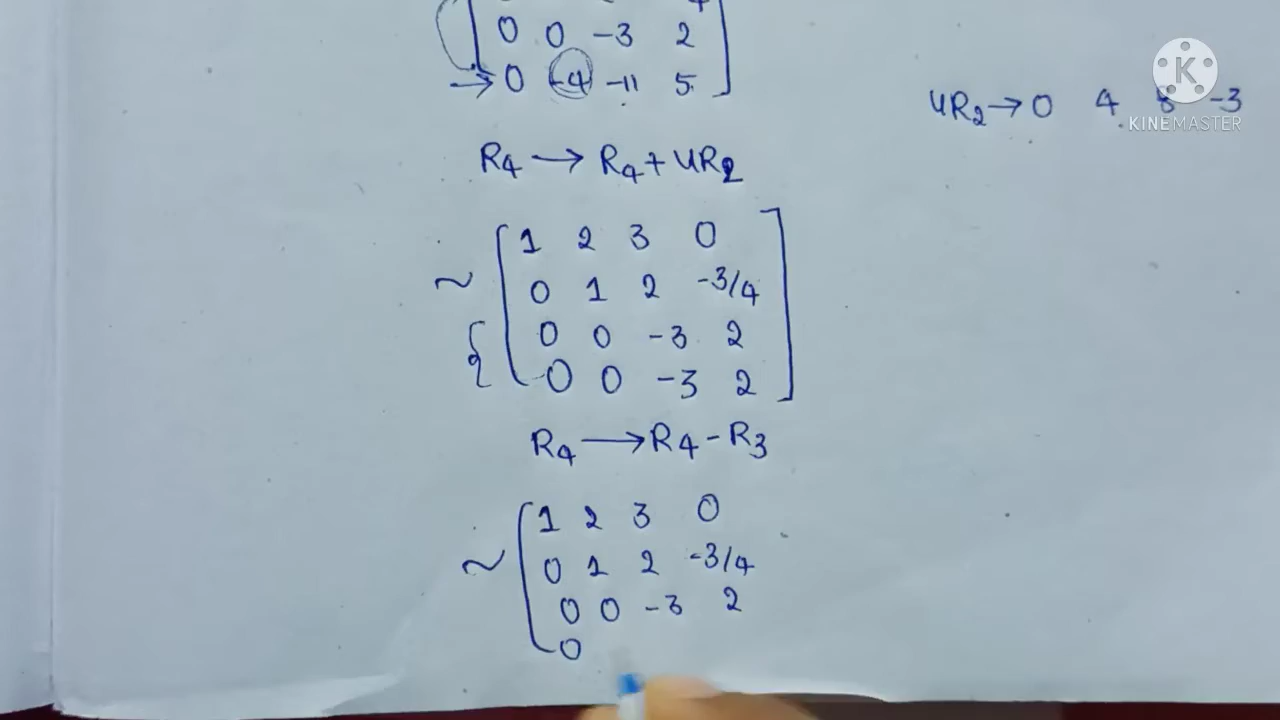 0 0 -3 2
→ 0 -4 -11 5
4R2 → 0 4 8 -3
KINEMASTER
R4 → R4 + 4R2
1 2 3 0
~ 0 1 2 -3/4
0 0 -3 2
0 0 -3 2
R4 → R4 - R3
1 2 3 0
~ 0 1 2 -3/4
0 0 -3 2
0